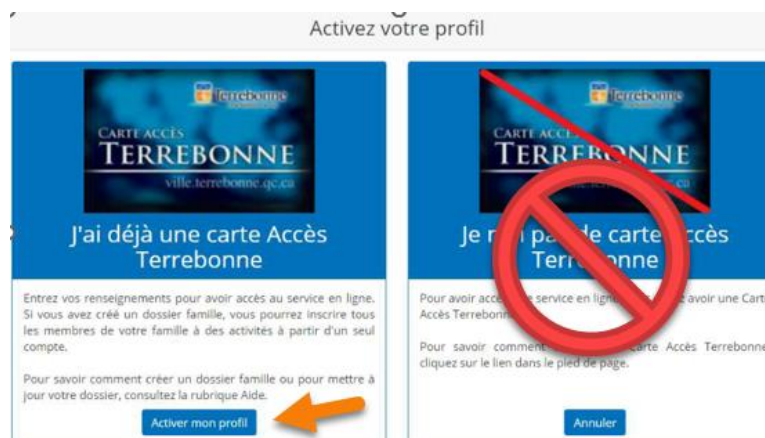 Activez votre profil
Terrebonne
CARTE ACCÈS
TERREBONNE
ville.terrebonne.qc.ca
J'ai déjà une carte Accès
Terrebonne
Entrez vos renseignements pour avoir accès au service en ligne.
Si vous avez créé un dossier famille, vous pourrez inscrire tous
les membres de votre famille à des activités à partir d'un seul
compte.
Pour savoir comment créer un dossier famille ou pour mettre à
jour votre dossier, consultez la rubrique Aide.
Activer mon profil
Terrebonne
CARTE
TERREBONNE
Je pas de carte Accès
Terrebonne
Pour avoir service en ligne avoir une
Accès
Pour savoir comment Carte Accès Terrebonne
cliquez sur le lien dans le pied de page.
Annuler